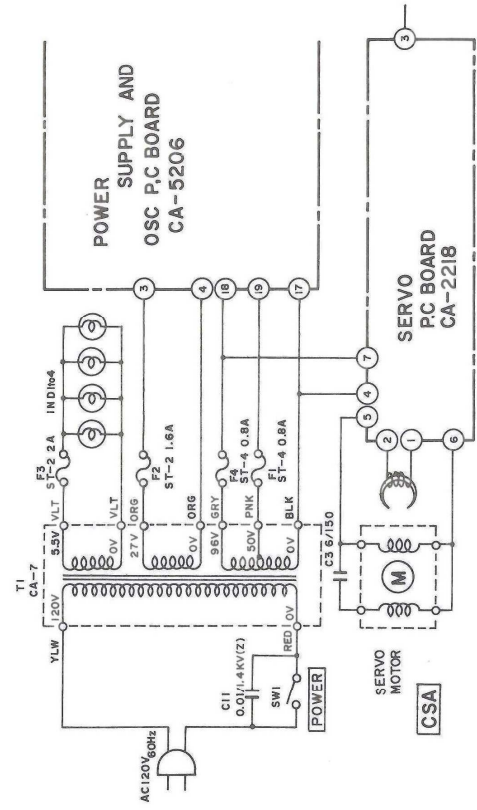 POWER
SUPPLY AND
OSC P,C BOARD
CA-5206
3
4
18
19
17
IND1to4
F3
ST-2 2A
F2
ST-2 1.6A
F4
ST-4 0.8A
F1
ST-4 0.8A
VLT
VLT
ORG
ORG
GRY
PNK
BLK
5.5V
0V
27V
0V
96V
50V
0V
T1
CA-7
120V
0V
YLW
RED
AC120V
60Hz
C11
0.01/1.4KV(Z)
SW1
POWER
SERVO
P.C BOARD
CA-2218
3
7
4
5
2
1
6
C3 6/150
M
SERVO
MOTOR
CSA